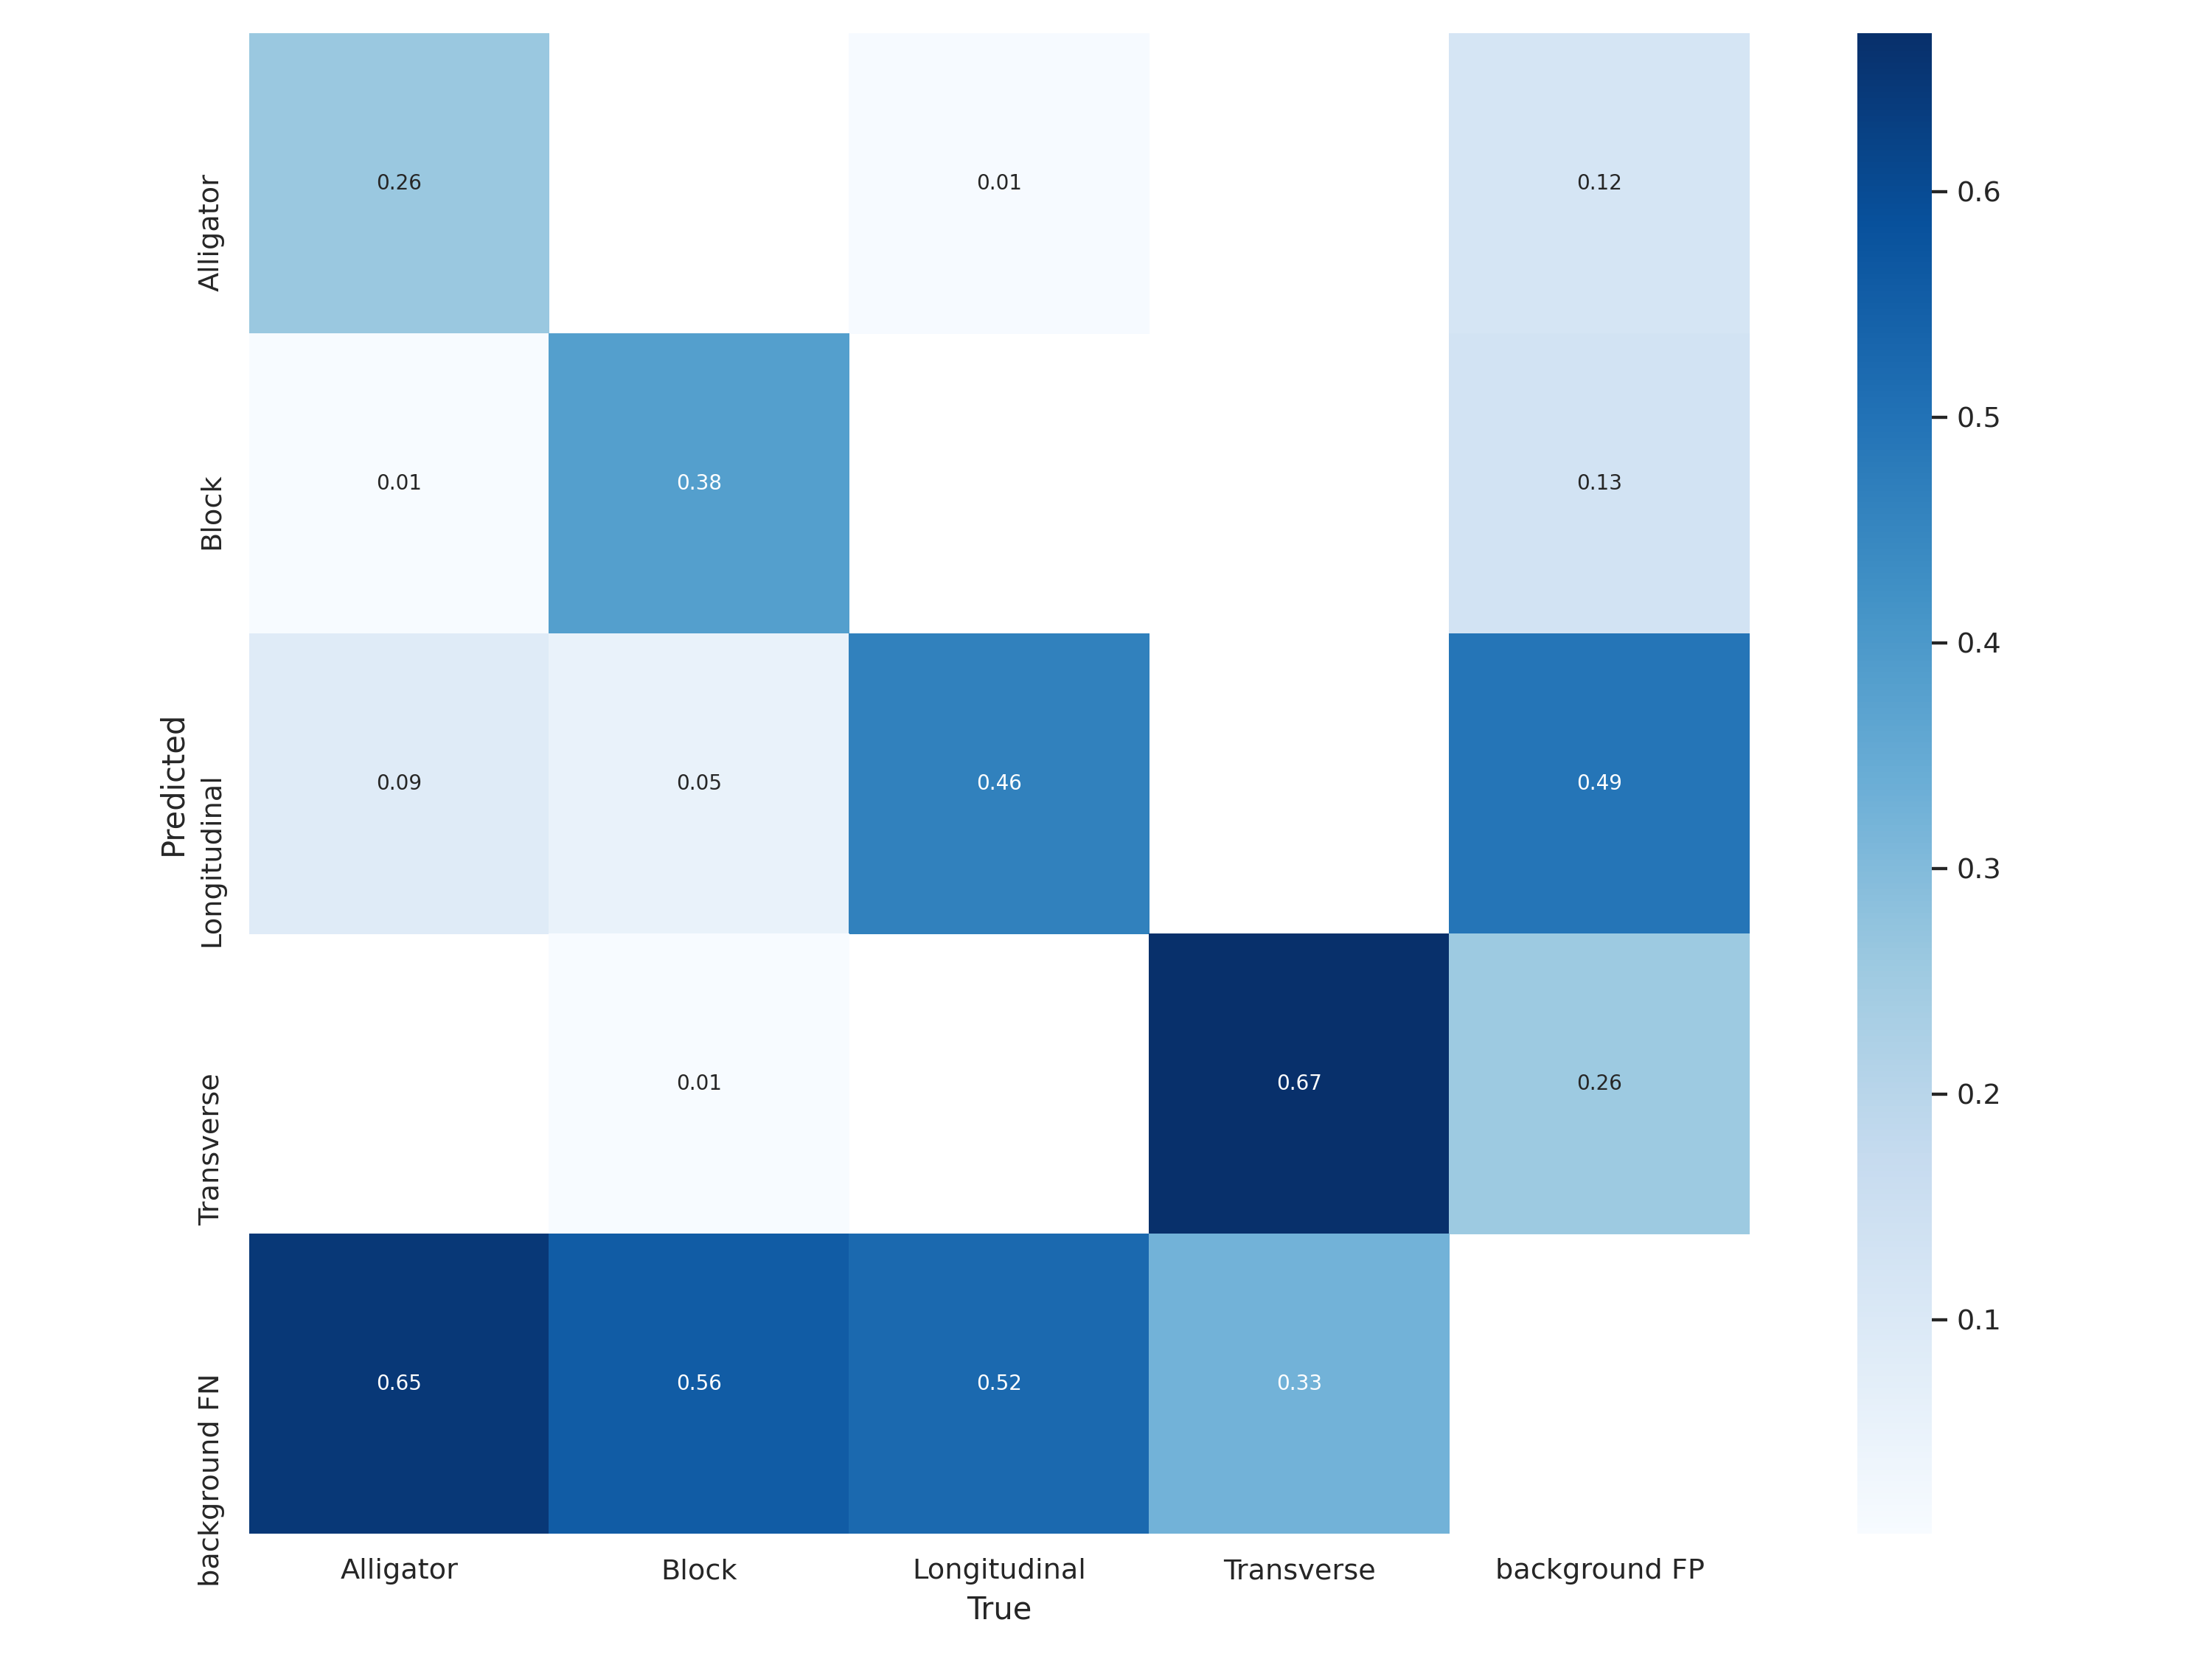 Predicted
Alligator
0.26 0.01 0.12
Block
0.01 0.38 0.13
Longitudinal
0.09 0.05 0.46 0.49
Transverse
0.01 0.67 0.26
background FN
0.65 0.56 0.52 0.33
Alligator Block Longitudinal Transverse background FP
True
0.6
0.5
0.4
0.3
0.2
0.1